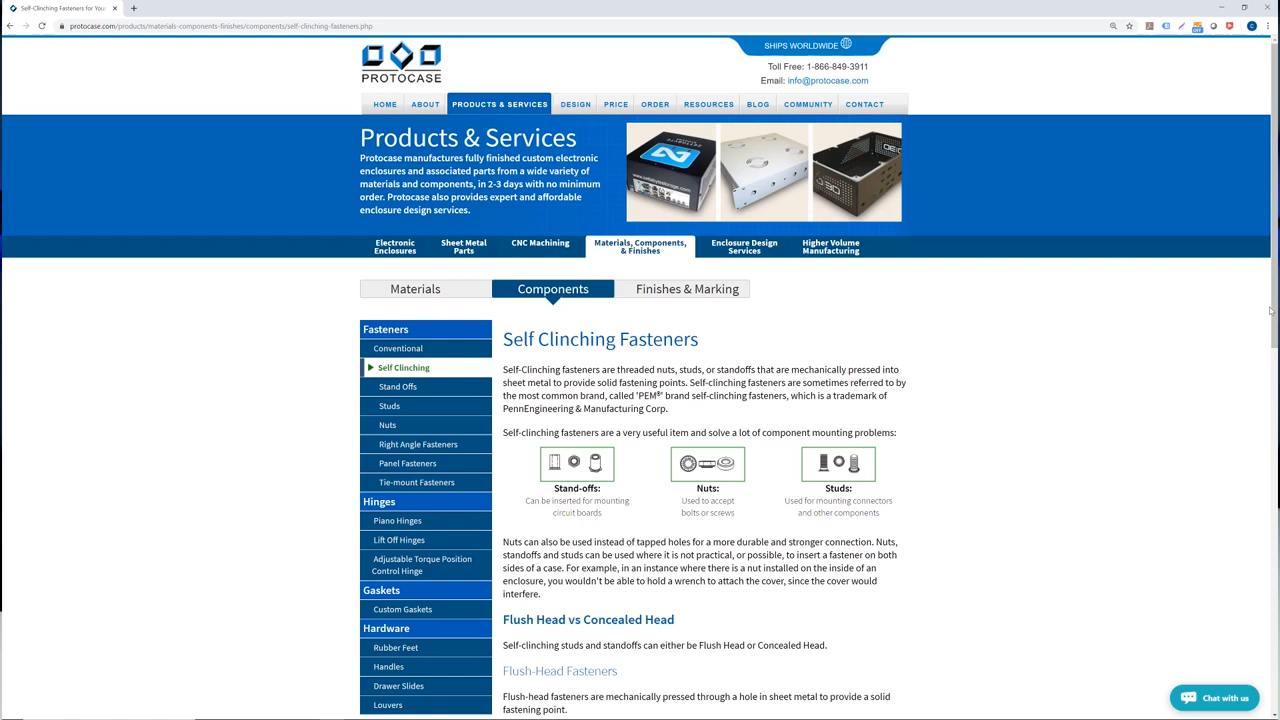 Self-Clinching Fasteners for Your
protocase.com/products/materials-components-finishes/components/self-clinching-fasteners.php
SHIPS WORLDWIDE
PROTOCASE
Toll Free: 1-866-849-3911
Email: info@protocase.com
HOME ABOUT PRODUCTS & SERVICES DESIGN PRICE ORDER RESOURCES BLOG COMMUNITY CONTACT
Products & Services
Protocase manufactures fully finished custom electronic
enclosures and associated parts from a wide variety of
materials and components, in 2-3 days with no minimum
order. Protocase also provides expert and affordable
enclosure design services.
Electronic
Enclosures
Sheet Metal
Parts
CNC Machining
Materials, Components,
& Finishes
Enclosure Design
Services
Higher Volume
Manufacturing
Materials Components Finishes & Marking
Fasteners
Conventional
Self Clinching
Stand Offs
Studs
Nuts
Right Angle Fasteners
Panel Fasteners
Tie-mount Fasteners
Hinges
Piano Hinges
Lift Off Hinges
Adjustable Torque Position
Control Hinge
Gaskets
Custom Gaskets
Hardware
Rubber Feet
Handles
Drawer Slides
Louvers
Self Clinching Fasteners
Self-Clinching fasteners are threaded nuts, studs, or standoffs that are mechanically pressed into
sheet metal to provide solid fastening points. Self-clinching fasteners are sometimes referred to by
the most common brand, called 'PEM®' brand self-clinching fasteners, which is a trademark of
PennEngineering & Manufacturing Corp.
Self-clinching fasteners are a very useful item and solve a lot of component mounting problems:
Stand-offs:
Can be inserted for mounting
circuit boards
Nuts:
Used to accept
bolts or screws
Studs:
Used for mounting connectors
and other components
Nuts can also be used instead of tapped holes for a more durable and stronger connection. Nuts,
standoffs and studs can be used where it is not practical, or possible, to insert a fastener on both
sides of a case. For example, in an instance where there is a nut installed on the inside of an
enclosure, you wouldn't be able to hold a wrench to attach the cover, since the cover would
interfere.
Flush Head vs Concealed Head
Self-clinching studs and standoffs can either be Flush Head or Concealed Head.
Flush-Head Fasteners
Flush-head fasteners are mechanically pressed through a hole in sheet metal to provide a solid
fastening point.
Chat with us